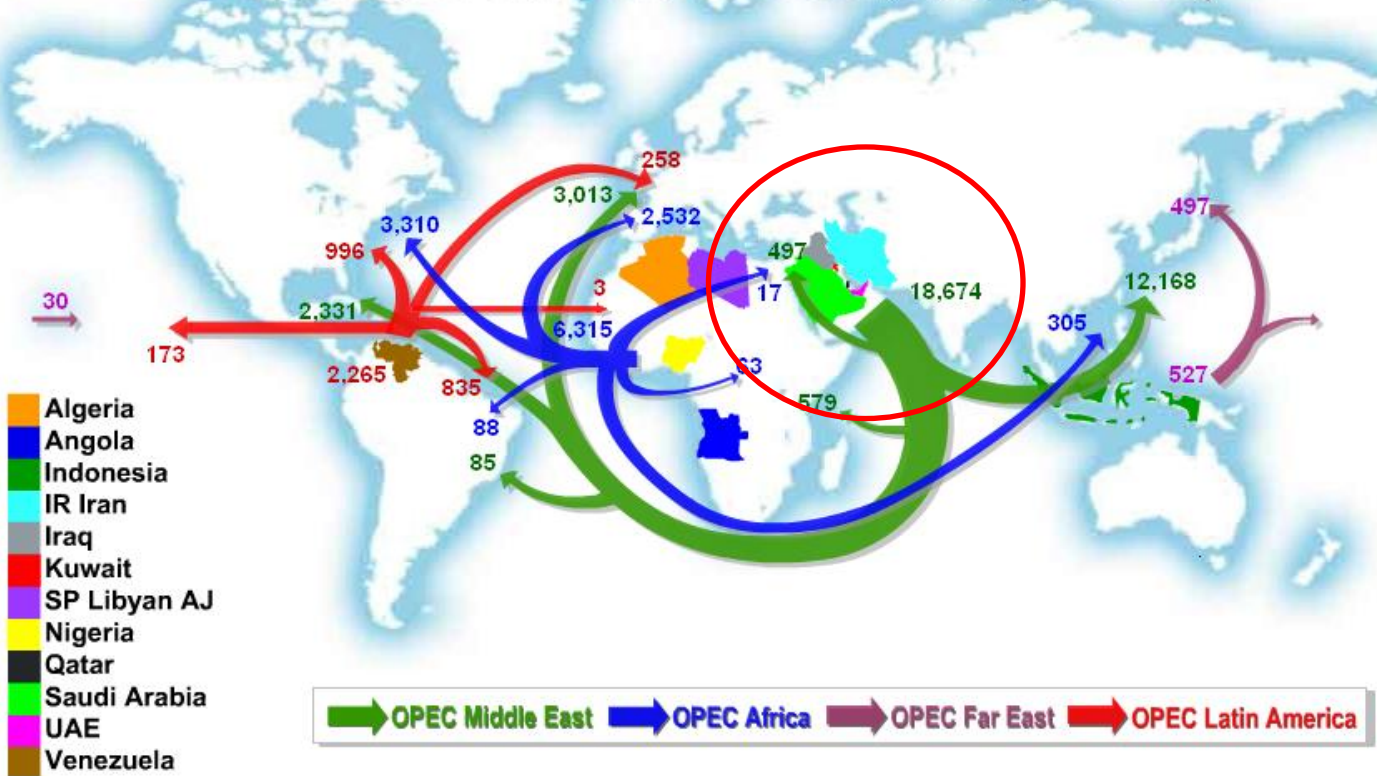 258
3,013
497
3,310
2,532
996
497
18,674
12,168
30
2,331
3
17
6,315
305
173
2,265
835
63
527
579
88
85
Algeria
Angola
Indonesia
IR Iran
Iraq
Kuwait
SP Libyan AJ
Nigeria
Qatar
Saudi Arabia
UAE
Venezuela
OPEC Middle East
OPEC Africa
OPEC Far East
OPEC Latin America